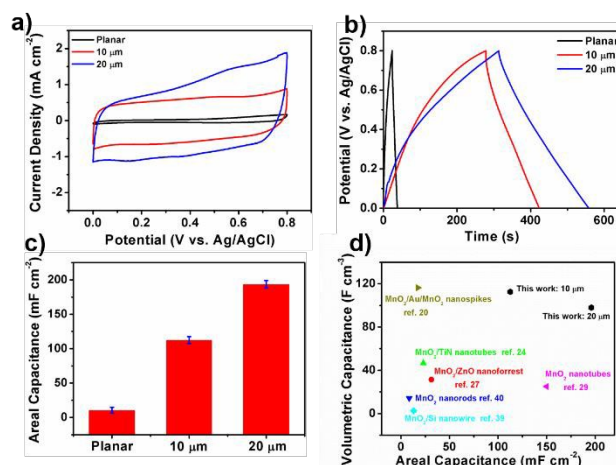 a)
Planar
10 μm
20 μm
Current Density (mA cm-2)
2
1
0
-1
-2
0.0 0.2 0.4 0.6 0.8
Potential (V vs. Ag/AgCl)
b)
Planar
10 μm
20 μm
Potential (V vs. Ag/AgCl)
0.8
0.4
0.0
0 200 400 600
Time (s)
c)
Areal Capacitance (mF cm-2)
200
150
100
50
0
Planar 10 μm 20 μm
d)
Volumetric Capacitance (F cm-3)
120
80
40
0
MnO2/Au/MnO2 nanospikes
ref. 20
This work: 10 μm
This work: 20 μm
MnO2/TiN nanotubes ref. 24
MnO2/ZnO nanoforrest
ref. 27
MnO2 nanotubes
ref. 29
MnO2 nanorods ref. 40
MnO2/Si nanowire ref. 39
0 40 80 120 160 200
Areal Capacitance (mF cm-2)